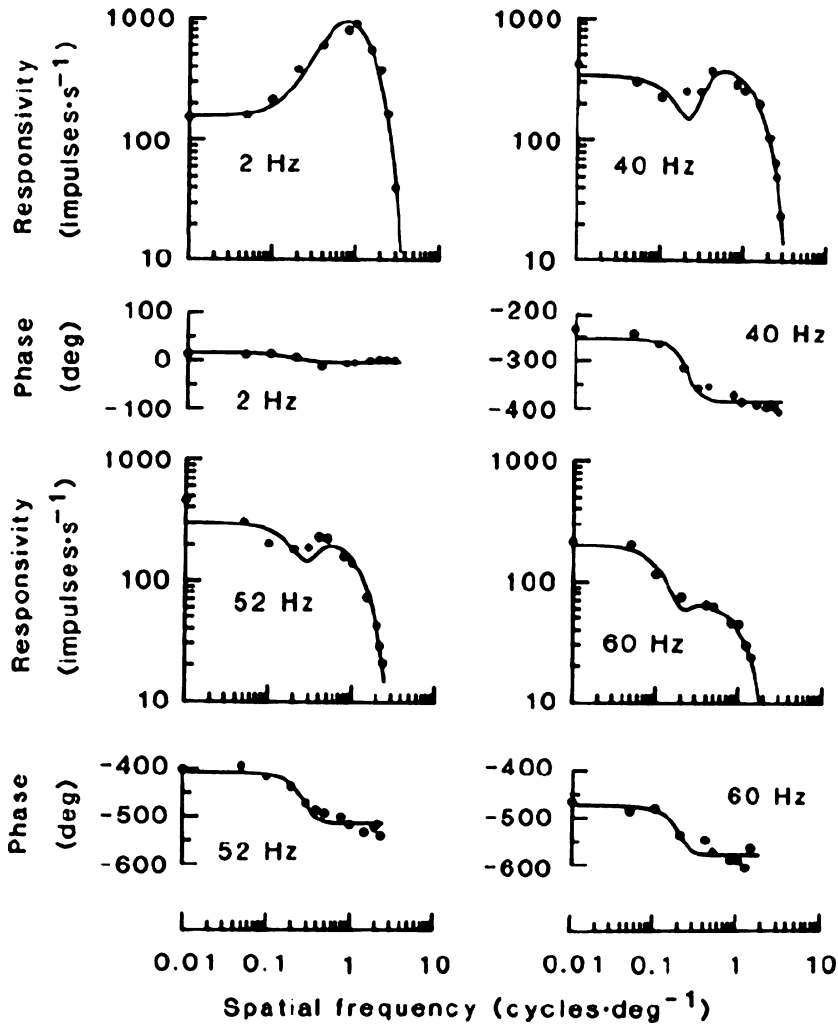 Responsivity
(impulses·s⁻¹)
1000
100
10
2 Hz
1000
100
10
40 Hz
Phase
(deg)
100
0
-100
2 Hz
-200
-300
-400
40 Hz
Responsivity
(impulses·s⁻¹)
1000
100
10
52 Hz
1000
100
10
60 Hz
Phase
(deg)
-400
-500
-600
52 Hz
-400
-500
-600
60 Hz
0.01 0.1 1 10
0.01 0.1 1 10
Spatial frequency (cycles·deg⁻¹)